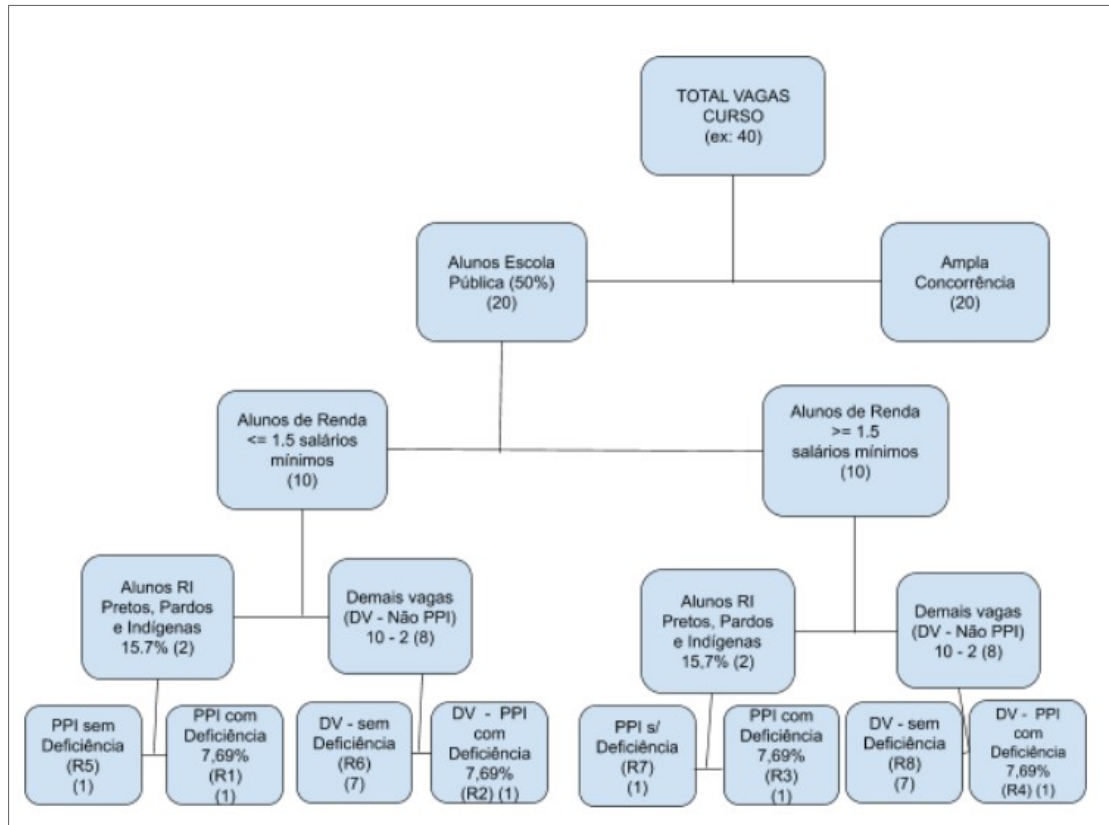 TOTAL VAGAS
CURSO
(ex: 40)
Alunos Escola
Pública (50%)
(20)
Ampla
Concorrência
(20)
Alunos de Renda
<= 1.5 salários
mínimos
(10)
Alunos de Renda
>= 1.5
salários mínimos
(10)
Alunos RI
Pretos, Pardos
e Indígenas
15.7% (2)
Demais vagas
(DV - Não PPI)
10 - 2 (8)
Alunos RI
Pretos, Pardos
e Indígenas
15,7% (2)
Demais vagas
(DV - Não PPI)
10 - 2 (8)
PPI sem
Deficiência
(R5)
(1)
PPI com
Deficiência
7,69%
(R1)
(1)
DV - sem
Deficiência
(R6)
(7)
DV - PPI
com
Deficiência
7,69%
(R2) (1)
PPI s/
Deficiência
(R7)
(1)
PPI com
Deficiência
7,69%
(R3)
(1)
DV - sem
Deficiência
(R8)
(7)
DV - PPI
com
Deficiência
7,69%
(R4) (1)